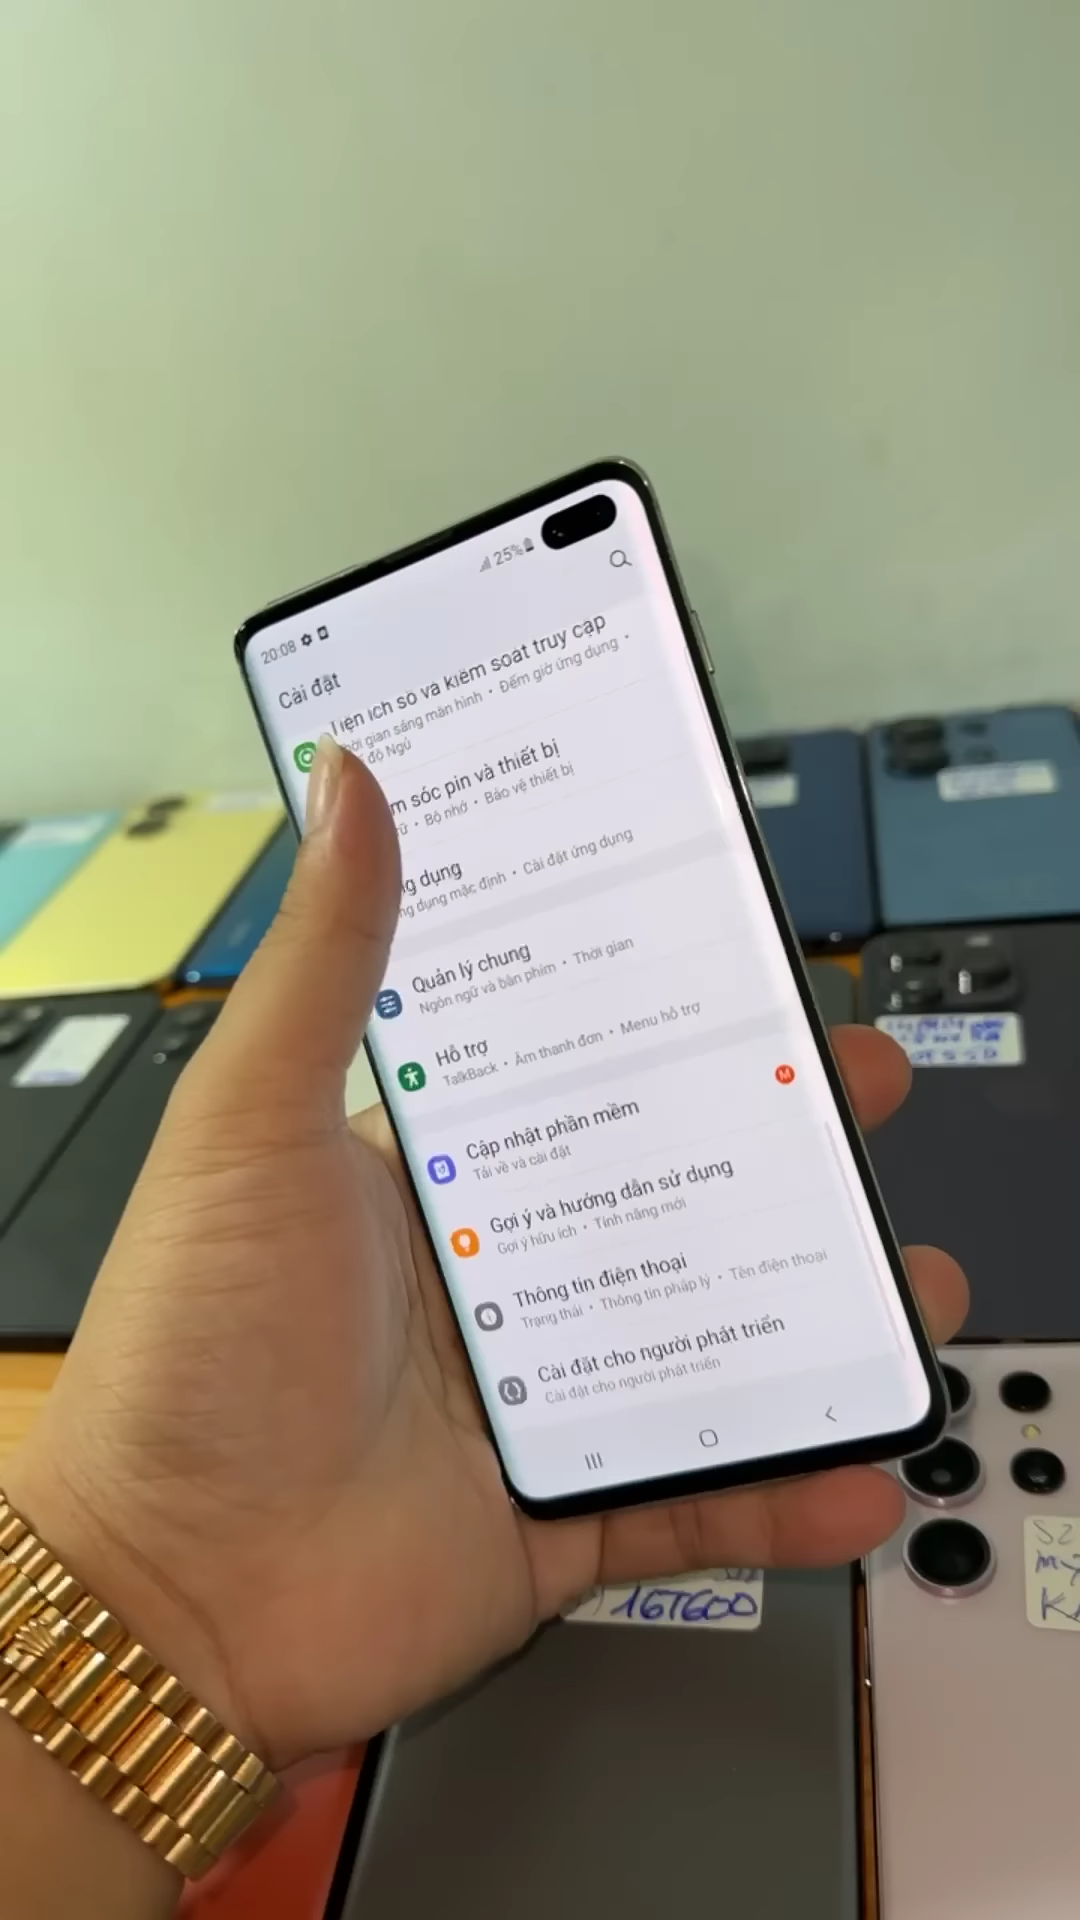 20:08
25%
Cài đặt
Tiện ích số và kiểm soát truy cập
Thời gian sáng màn hình • Đếm giờ ứng dụng •
độ Ngủ
m sóc pin và thiết bị
trữ • Bộ nhớ • Bảo vệ thiết bị
ng dụng
ng dụng mặc định • Cài đặt ứng dụng
Quản lý chung
Ngôn ngữ và bàn phím • Thời gian
Hỗ trợ
TalkBack • Âm thanh đơn • Menu hỗ trợ
M
Cập nhật phần mềm
Tải về và cài đặt
Gợi ý và hướng dẫn sử dụng
Gợi ý hữu ích • Tính năng mới
Thông tin điện thoại
Trạng thái • Thông tin pháp lý • Tên điện thoại
Cài đặt cho người phát triển
Cài đặt cho người phát triển
16T600
S2